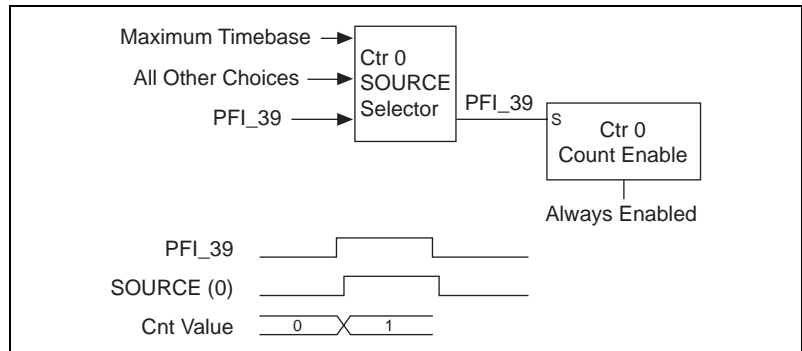 Maximum Timebase
All Other Choices
PFI_39
Ctr 0
SOURCE
Selector
PFI_39
S
Ctr 0
Count Enable
Always Enabled
PFI_39
SOURCE (0)
Cnt Value 0 1